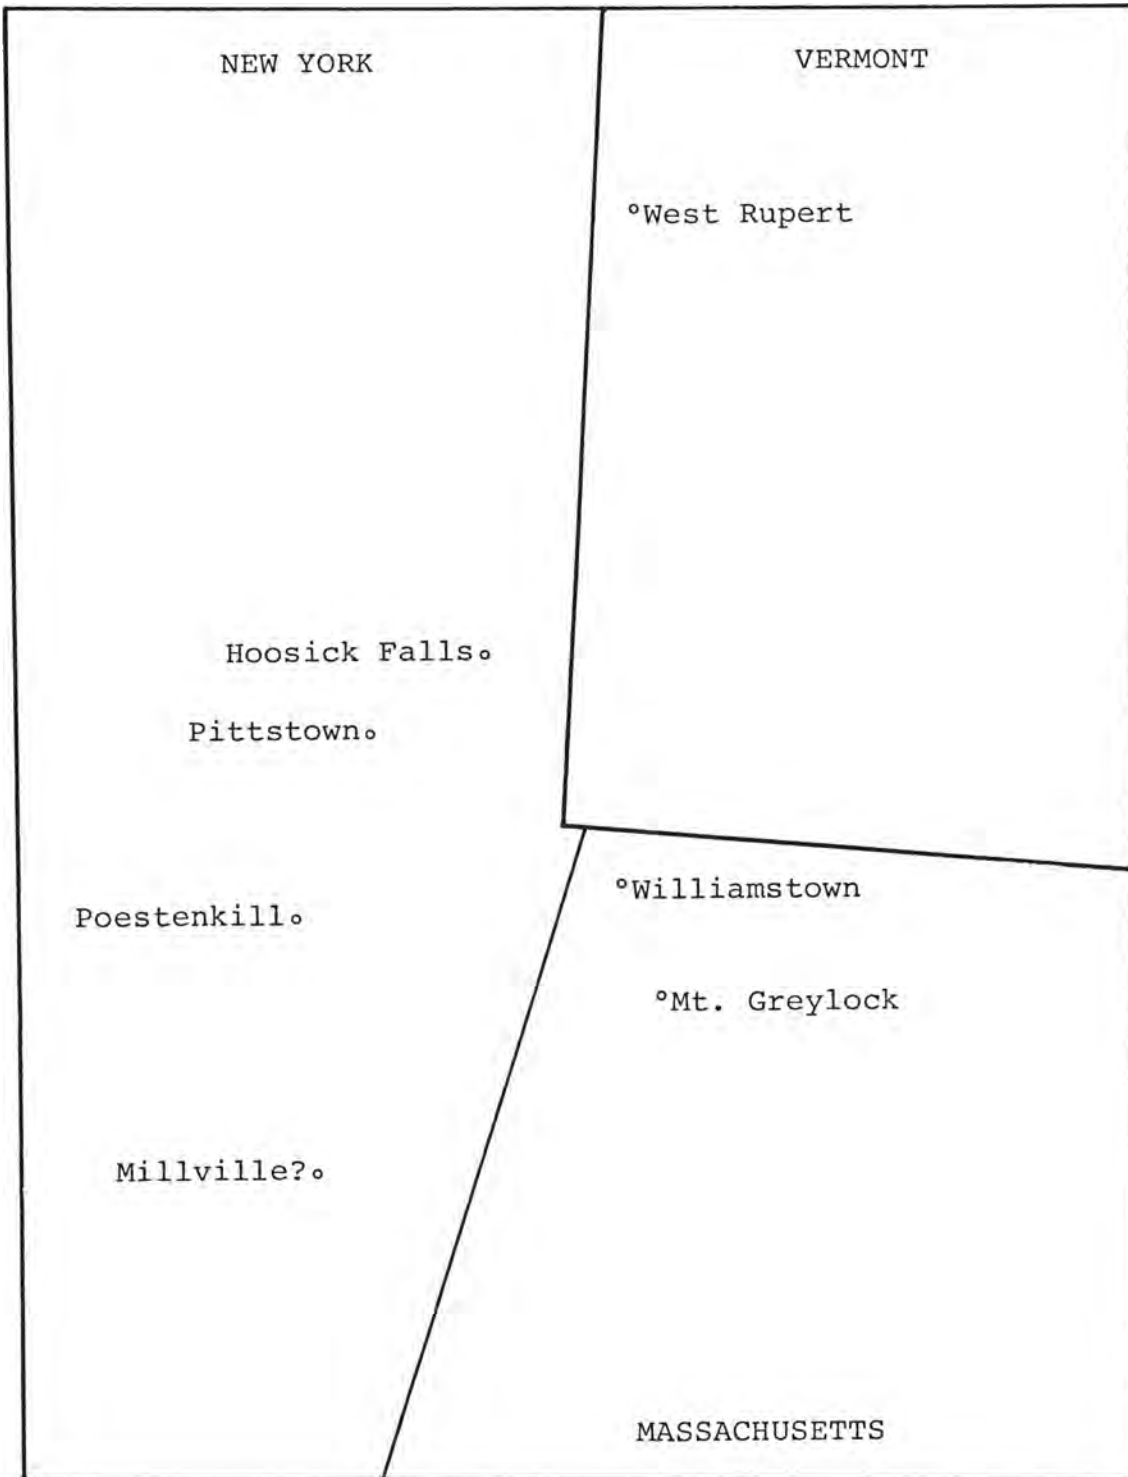 NEW YORK
VERMONT
°West Rupert
Hoosick Falls∘
Pittstown∘
°Williamstown
Poestenkill∘
°Mt. Greylock
Millville?∘
MASSACHUSETTS